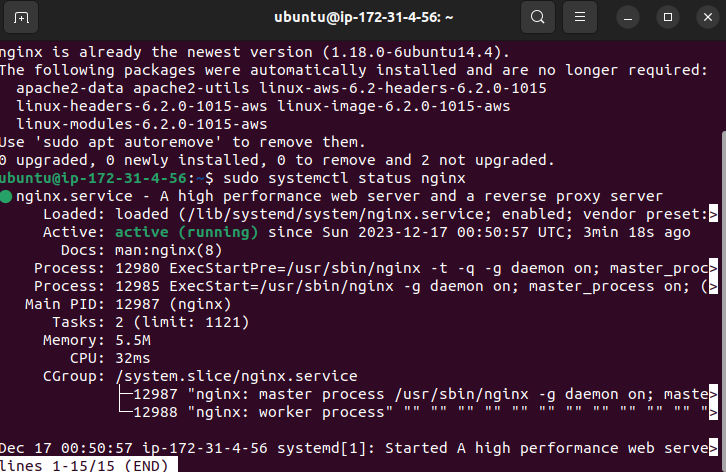 ubuntu@ip-172-31-4-56: ~
nginx is already the newest version (1.18.0-6ubuntu14.4).
The following packages were automatically installed and are no longer required:
  apache2-data apache2-utils linux-aws-6.2-headers-6.2.0-1015
  linux-headers-6.2.0-1015-aws linux-image-6.2.0-1015-aws
  linux-modules-6.2.0-1015-aws
Use 'sudo apt autoremove' to remove them.
0 upgraded, 0 newly installed, 0 to remove and 2 not upgraded.
ubuntu@ip-172-31-4-56:~$ sudo systemctl status nginx
● nginx.service - A high performance web server and a reverse proxy server
     Loaded: loaded (/lib/systemd/system/nginx.service; enabled; vendor preset:>
     Active: active (running) since Sun 2023-12-17 00:50:57 UTC; 3min 18s ago
       Docs: man:nginx(8)
    Process: 12980 ExecStartPre=/usr/sbin/nginx -t -q -g daemon on; master_proc>
    Process: 12985 ExecStart=/usr/sbin/nginx -g daemon on; master_process on; (>
   Main PID: 12987 (nginx)
      Tasks: 2 (limit: 1121)
     Memory: 5.5M
        CPU: 32ms
     CGroup: /system.slice/nginx.service
             ├─12987 "nginx: master process /usr/sbin/nginx -g daemon on; maste>
             └─12988 "nginx: worker process" "" "" "" "" "" "" "" "" "" "" "" ">
Dec 17 00:50:57 ip-172-31-4-56 systemd[1]: Started A high performance web serve>
lines 1-15/15 (END)